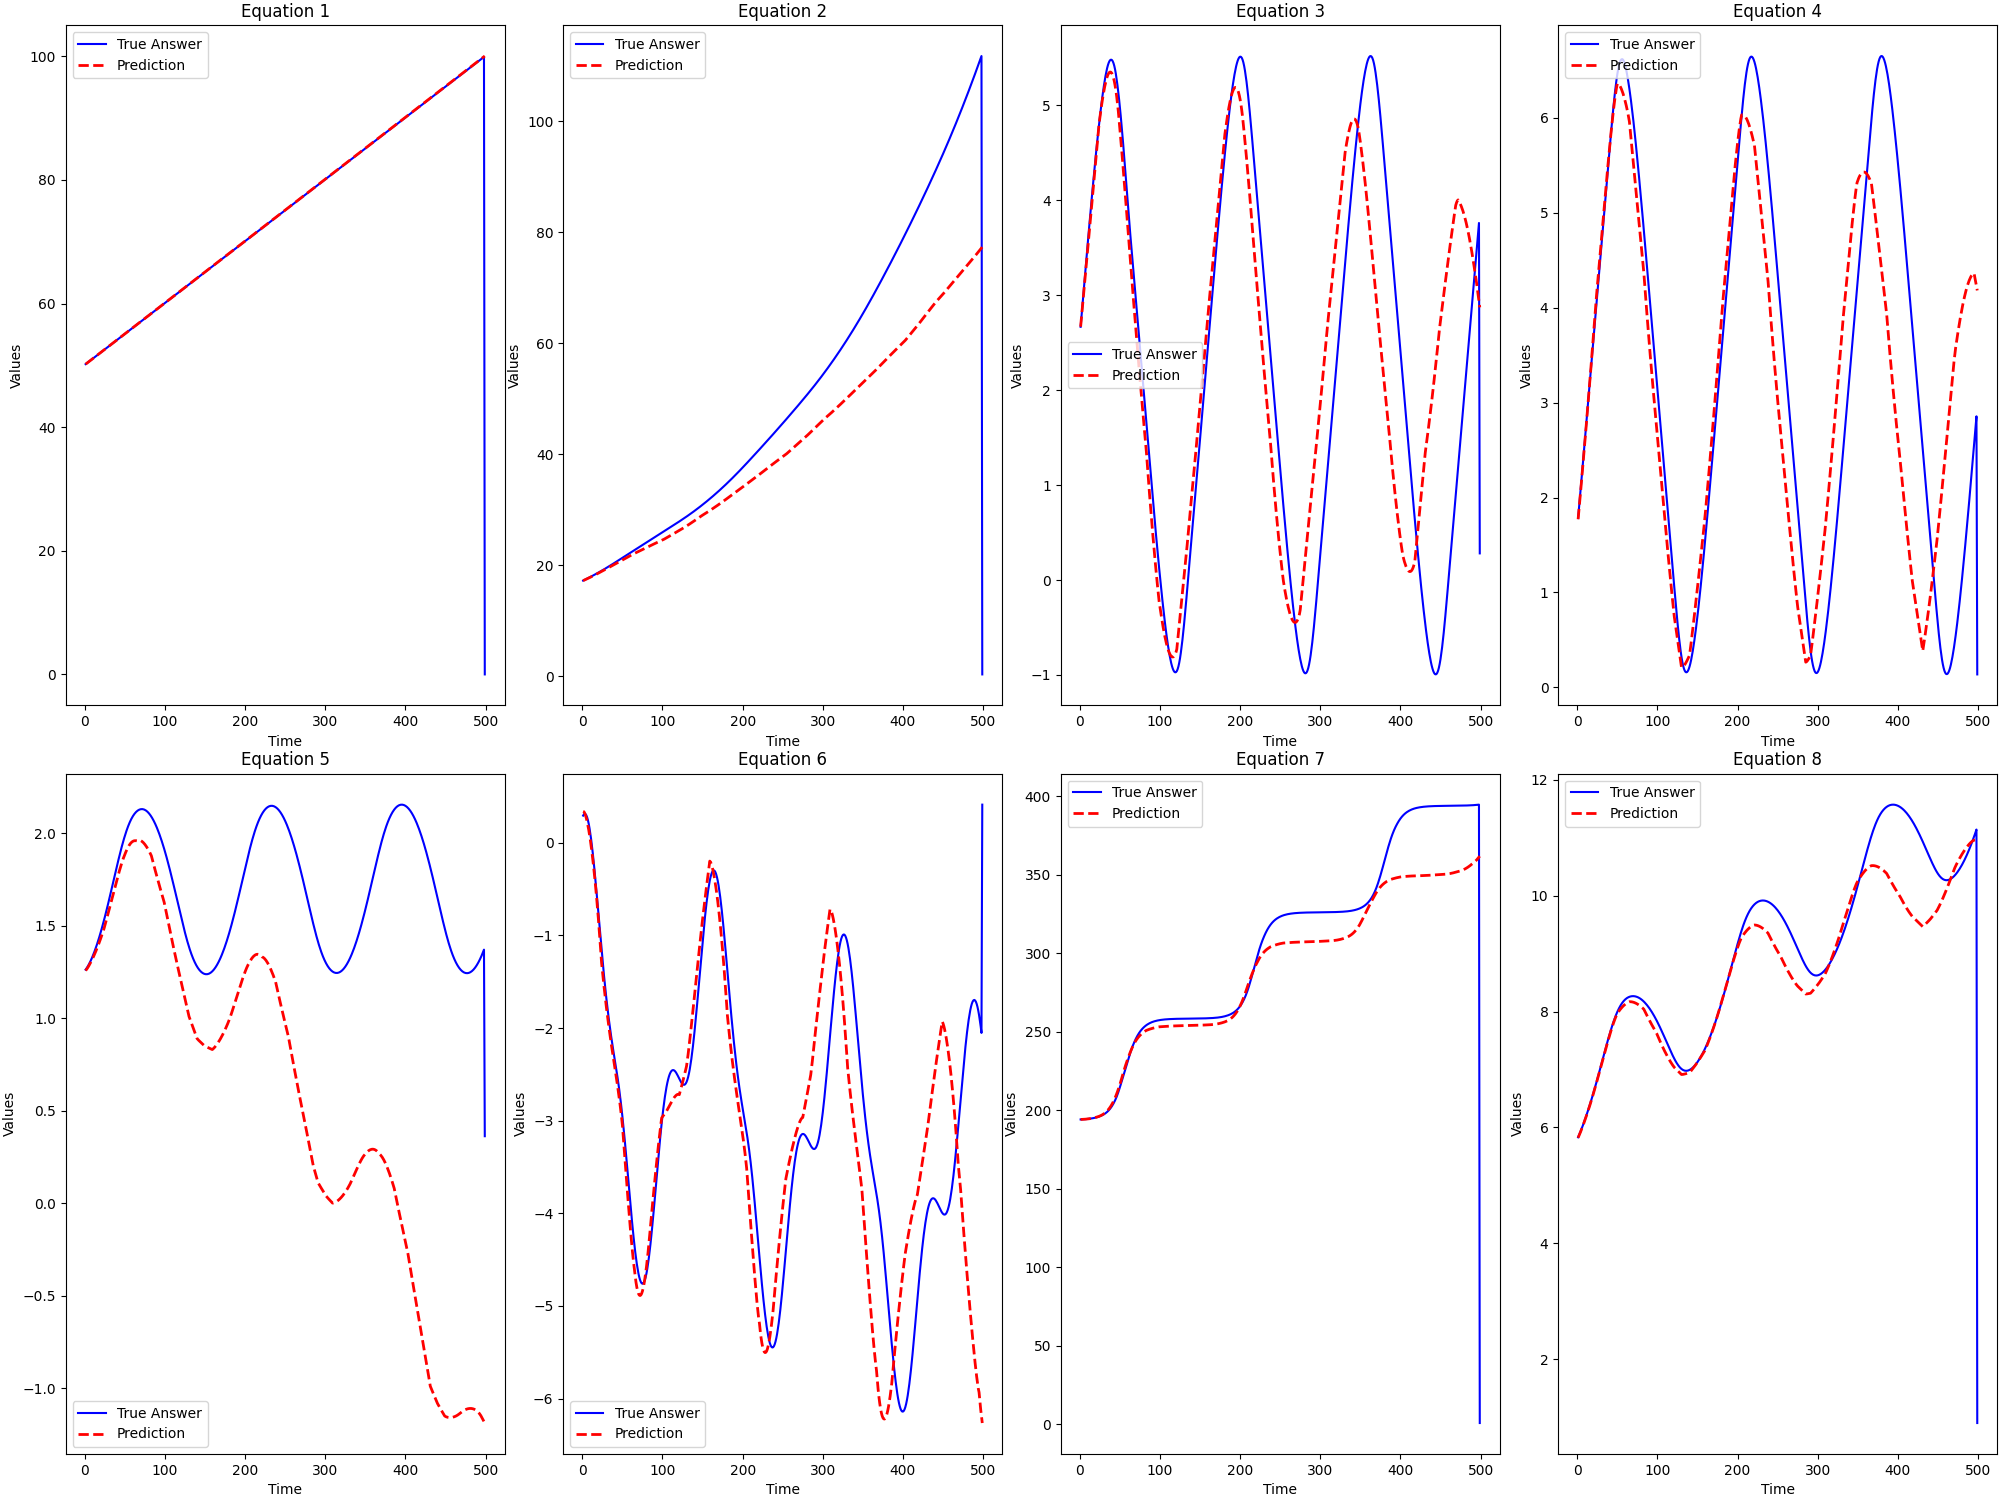 Equation 1
True Answer
Prediction
100
80
60
40
20
0
Values
0 100 200 300 400 500
Time
Equation 2
True Answer
Prediction
100
80
60
40
20
0
Values
0 100 200 300 400 500
Time
Equation 3
5
4
3
2
1
0
−1
Values
True Answer
Prediction
0 100 200 300 400 500
Time
Equation 4
True Answer
Prediction
6
5
4
3
2
1
0
Values
0 100 200 300 400 500
Time
Equation 5
2.0
1.5
1.0
0.5
0.0
−0.5
−1.0
Values
True Answer
Prediction
0 100 200 300 400 500
Time
Equation 6
0
−1
−2
−3
−4
−5
−6
Values
True Answer
Prediction
0 100 200 300 400 500
Time
Equation 7
True Answer
Prediction
400
350
300
250
200
150
100
50
0
Values
0 100 200 300 400 500
Time
Equation 8
True Answer
Prediction
12
10
8
6
4
2
Values
0 100 200 300 400 500
Time